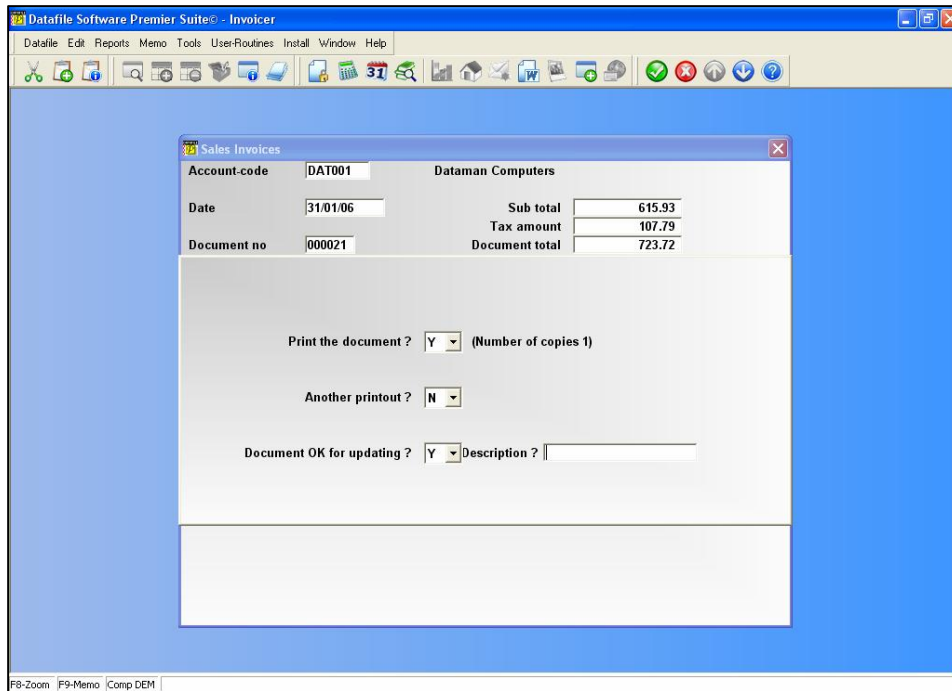 Datafile Software Premier Suite© - Invoicer
Datafile Edit Reports Memo Tools User-Routines Install Window Help
31 W ?
Sales Invoices
Account-code DAT001 Dataman Computers
Date 31/01/06 Sub total 615.93
Tax amount 107.79
Document no 000021 Document total 723.72
Print the document ? Y (Number of copies 1)
Another printout ? N
Document OK for updating ? Y Description ?
F8-Zoom F9-Memo Comp DEM